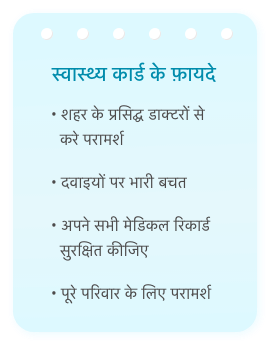 स्वास्थ्य कार्ड के फ़ायदे
• शहर के प्रसिद्ध डाक्टरों से
करे परामर्श
• दवाइयों पर भारी बचत
• अपने सभी मेडिकल रिकार्ड
सुरक्षित कीजिए
• पूरे परिवार के लिए परामर्श